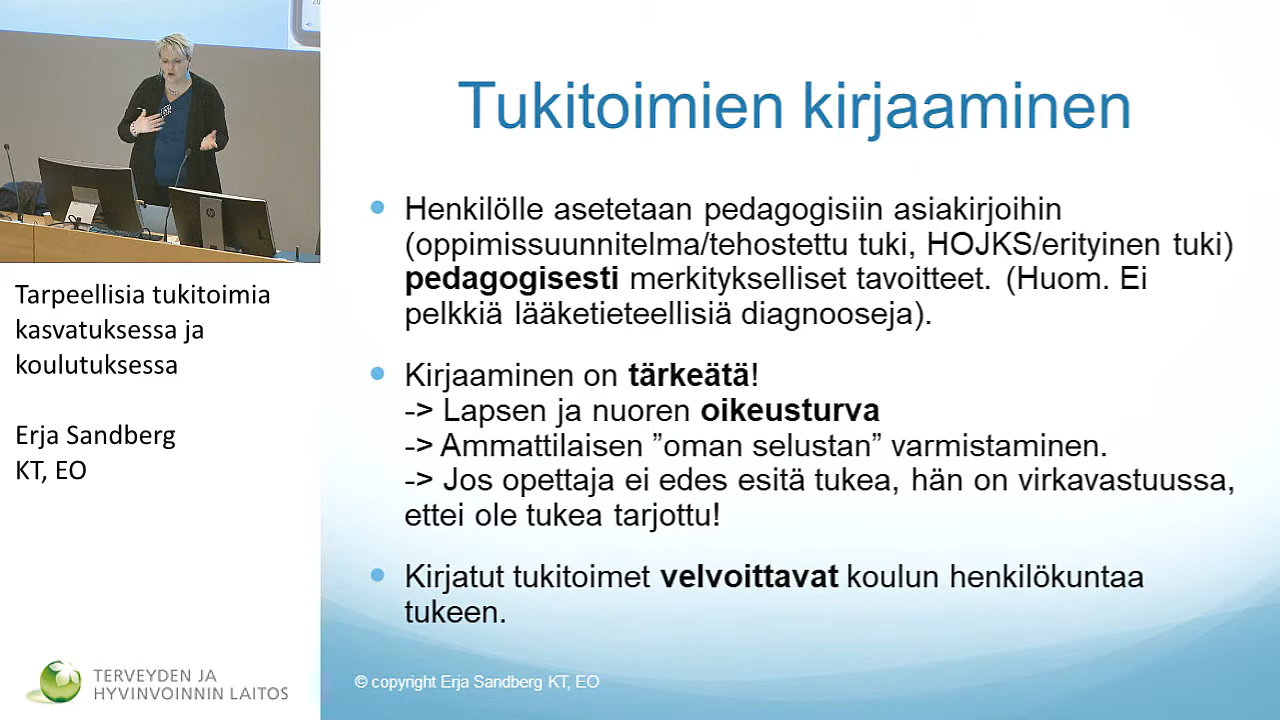 Tukitoimien kirjaaminen
Henkilölle asetetaan pedagogisiin asiakirjoihin
(oppimissuunnitelma/tehostettu tuki, HOJKS/erityinen tuki)
pedagogisesti merkitykselliset tavoitteet. (Huom. Ei
pelkkiä lääketieteellisiä diagnooseja).
Kirjaaminen on tärkeätä!
-> Lapsen ja nuoren oikeusturva
-> Ammattilaisen ”oman selustan” varmistaminen.
-> Jos opettaja ei edes esitä tukea, hän on virkavastuussa,
ettei ole tukea tarjottu!
Kirjatut tukitoimet velvoittavat koulun henkilökuntaa
tukeen.
© copyright Erja Sandberg KT, EO
Tarpeellisia tukitoimia
kasvatuksessa ja
koulutuksessa
Erja Sandberg
KT, EO
TERVEYDEN JA
HYVINVOINNIN LAITOS